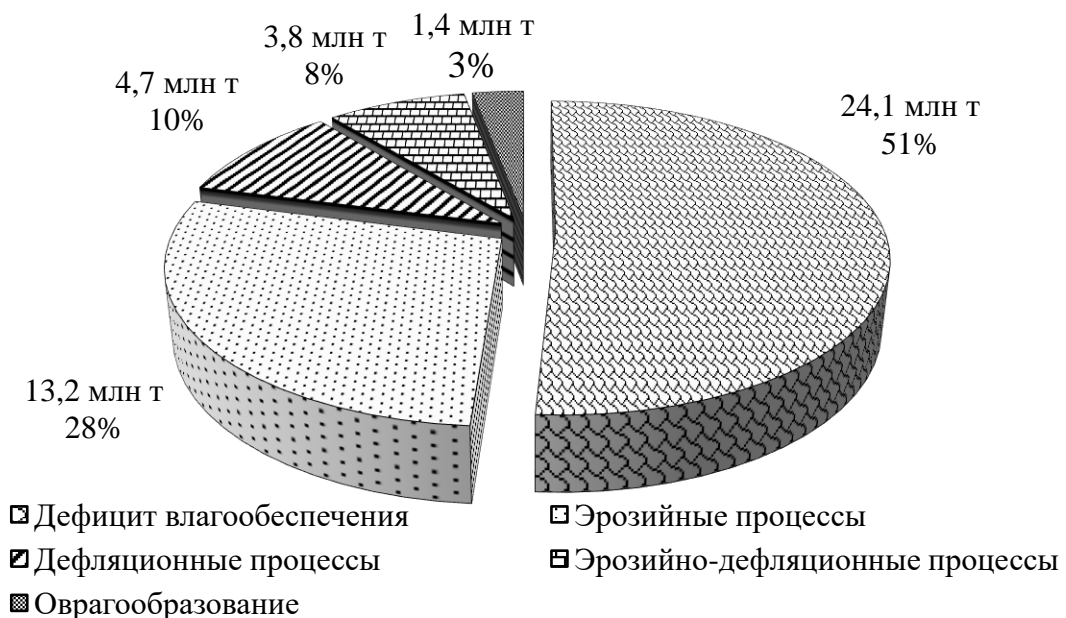 1,4 млн т
3%
3,8 млн т
8%
4,7 млн т
10%
24,1 млн т
51%
13,2 млн т
28%
Дефицит влагообеспечения
Эрозийные процессы
Дефляционные процессы
Эрозийно-дефляционные процессы
Оврагообразование